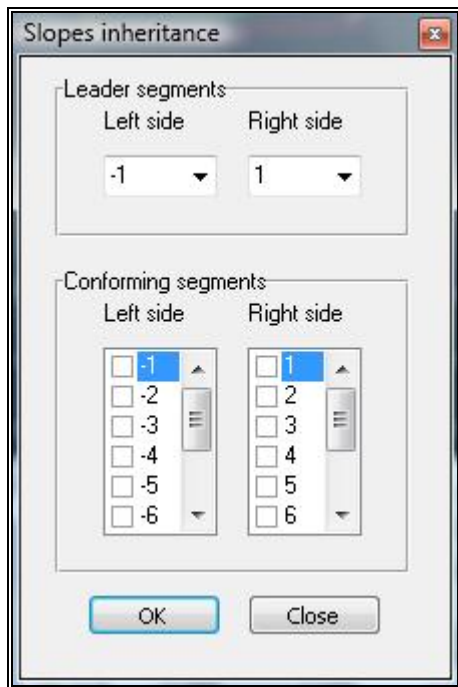 Slopes inheritance
Leader segments
Left side Right side
-1 1
Conforming segments
Left side Right side
-1 1
-2 2
-3 3
-4 4
-5 5
-6 6
OK Close